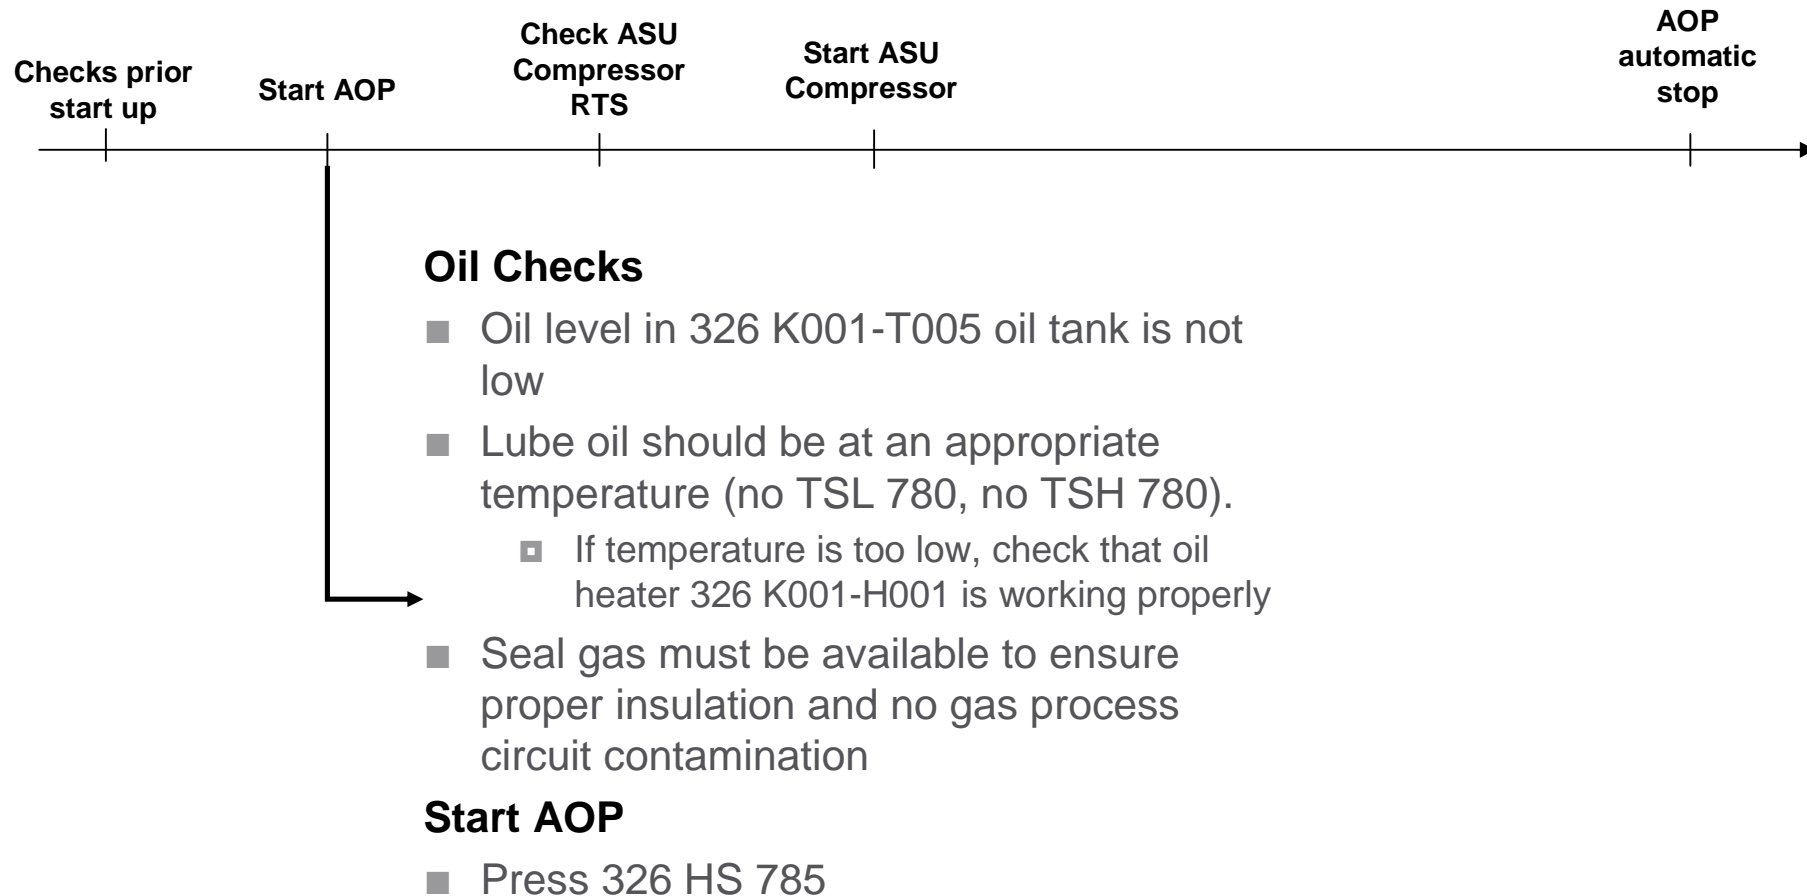 Checks prior
start up
Start AOP
Check ASU
Compressor
RTS
Start ASU
Compressor
AOP
automatic
stop
Oil Checks
Oil level in 326 K001-T005 oil tank is not
low
Lube oil should be at an appropriate
temperature (no TSL 780, no TSH 780).
If temperature is too low, check that oil
heater 326 K001-H001 is working properly
Seal gas must be available to ensure
proper insulation and no gas process
circuit contamination
Start AOP
Press 326 HS 785